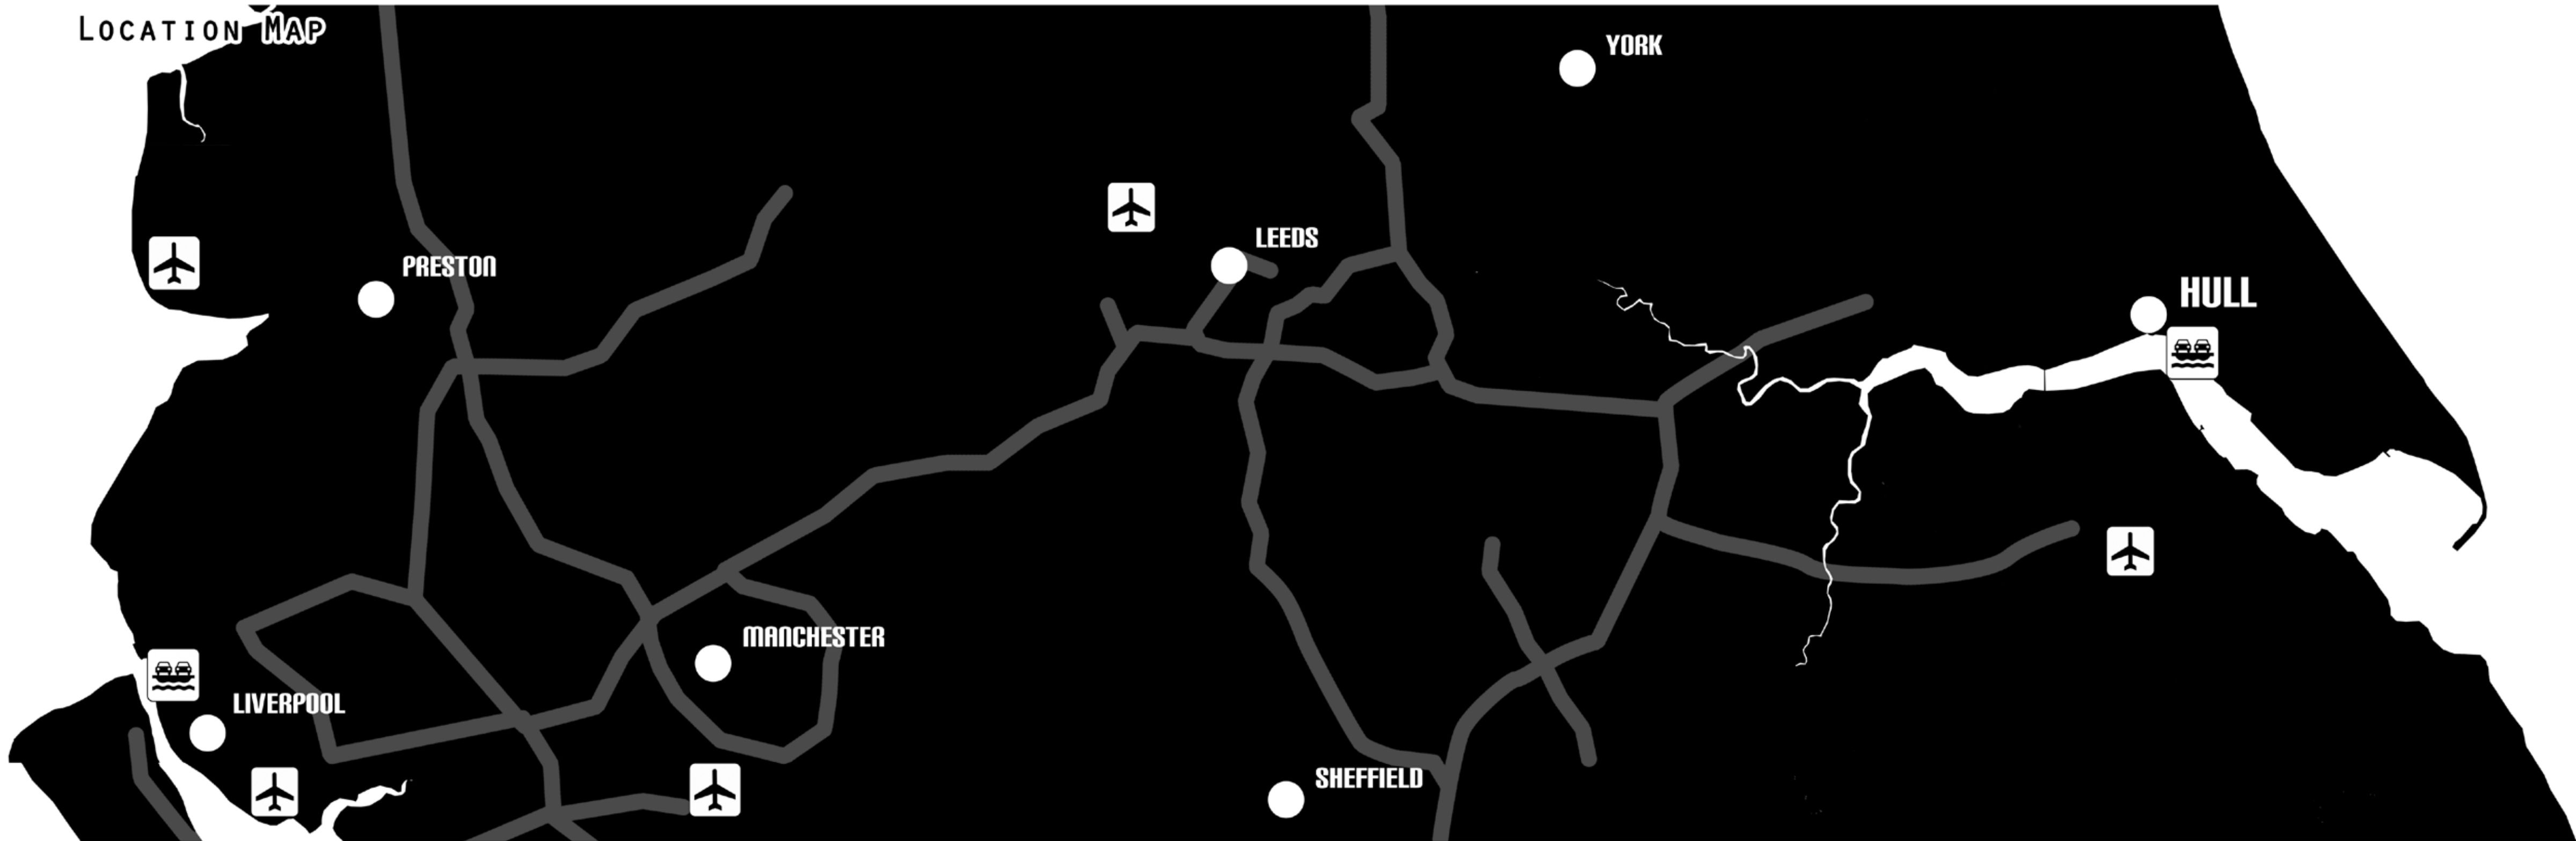 LOCATION MAP
YORK
LEEDS
PRESTON
HULL
MANCHESTER
LIVERPOOL
SHEFFIELD